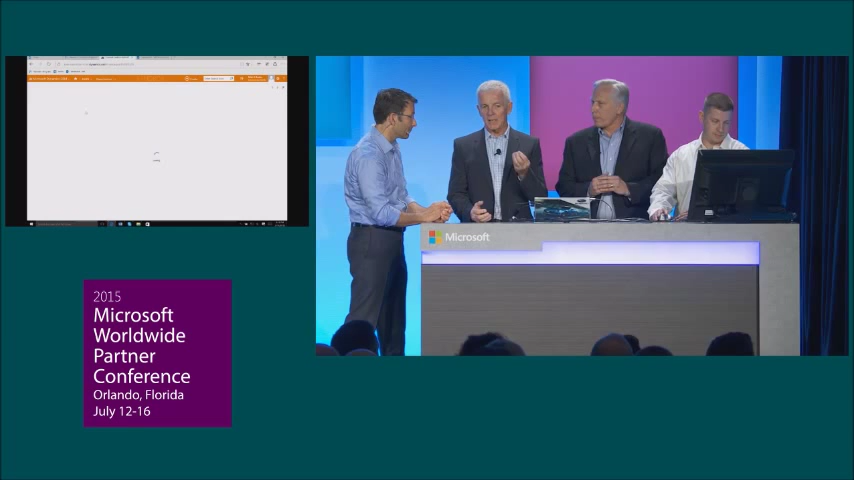 Microsoft
2015
Microsoft
Worldwide
Partner
Conference
Orlando, Florida
July 12-16